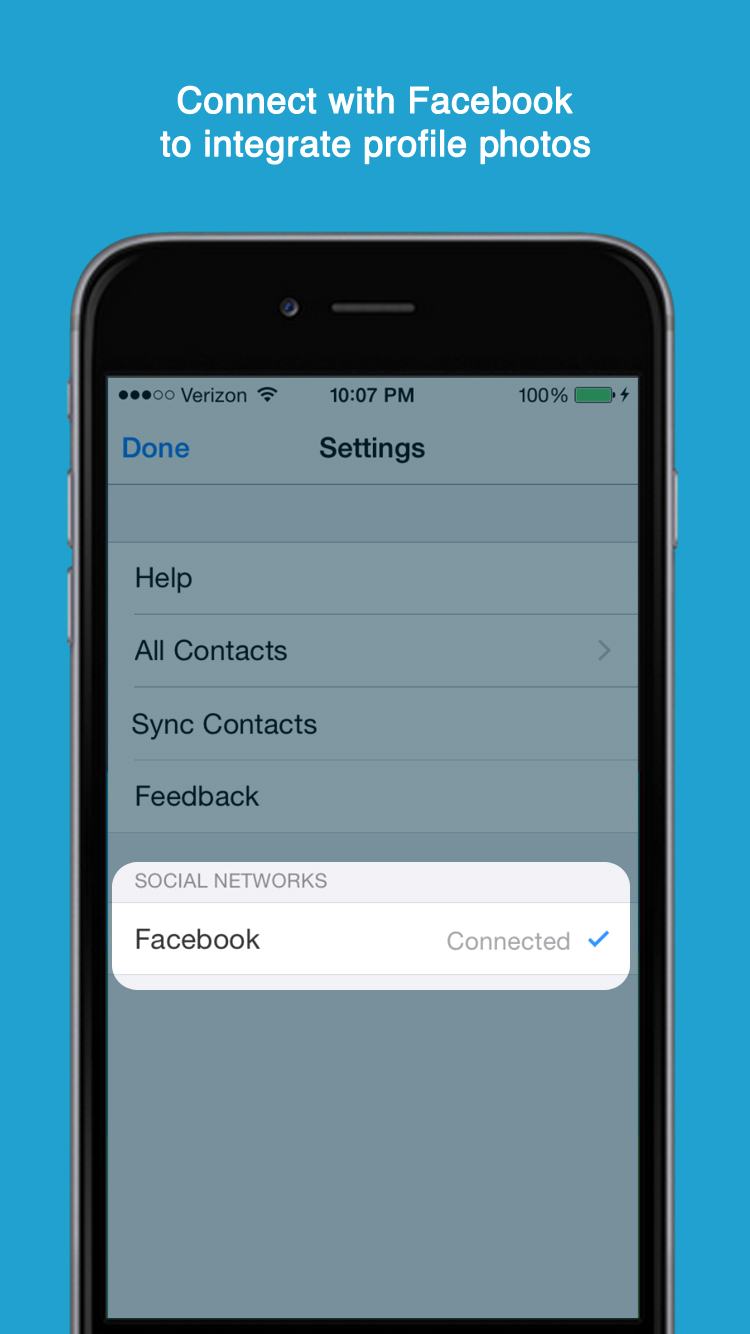 Connect with Facebook
to integrate profile photos
Verizon 10:07 PM 100%
Done Settings
Help
All Contacts
Sync Contacts
Feedback
SOCIAL NETWORKS
Facebook Connected